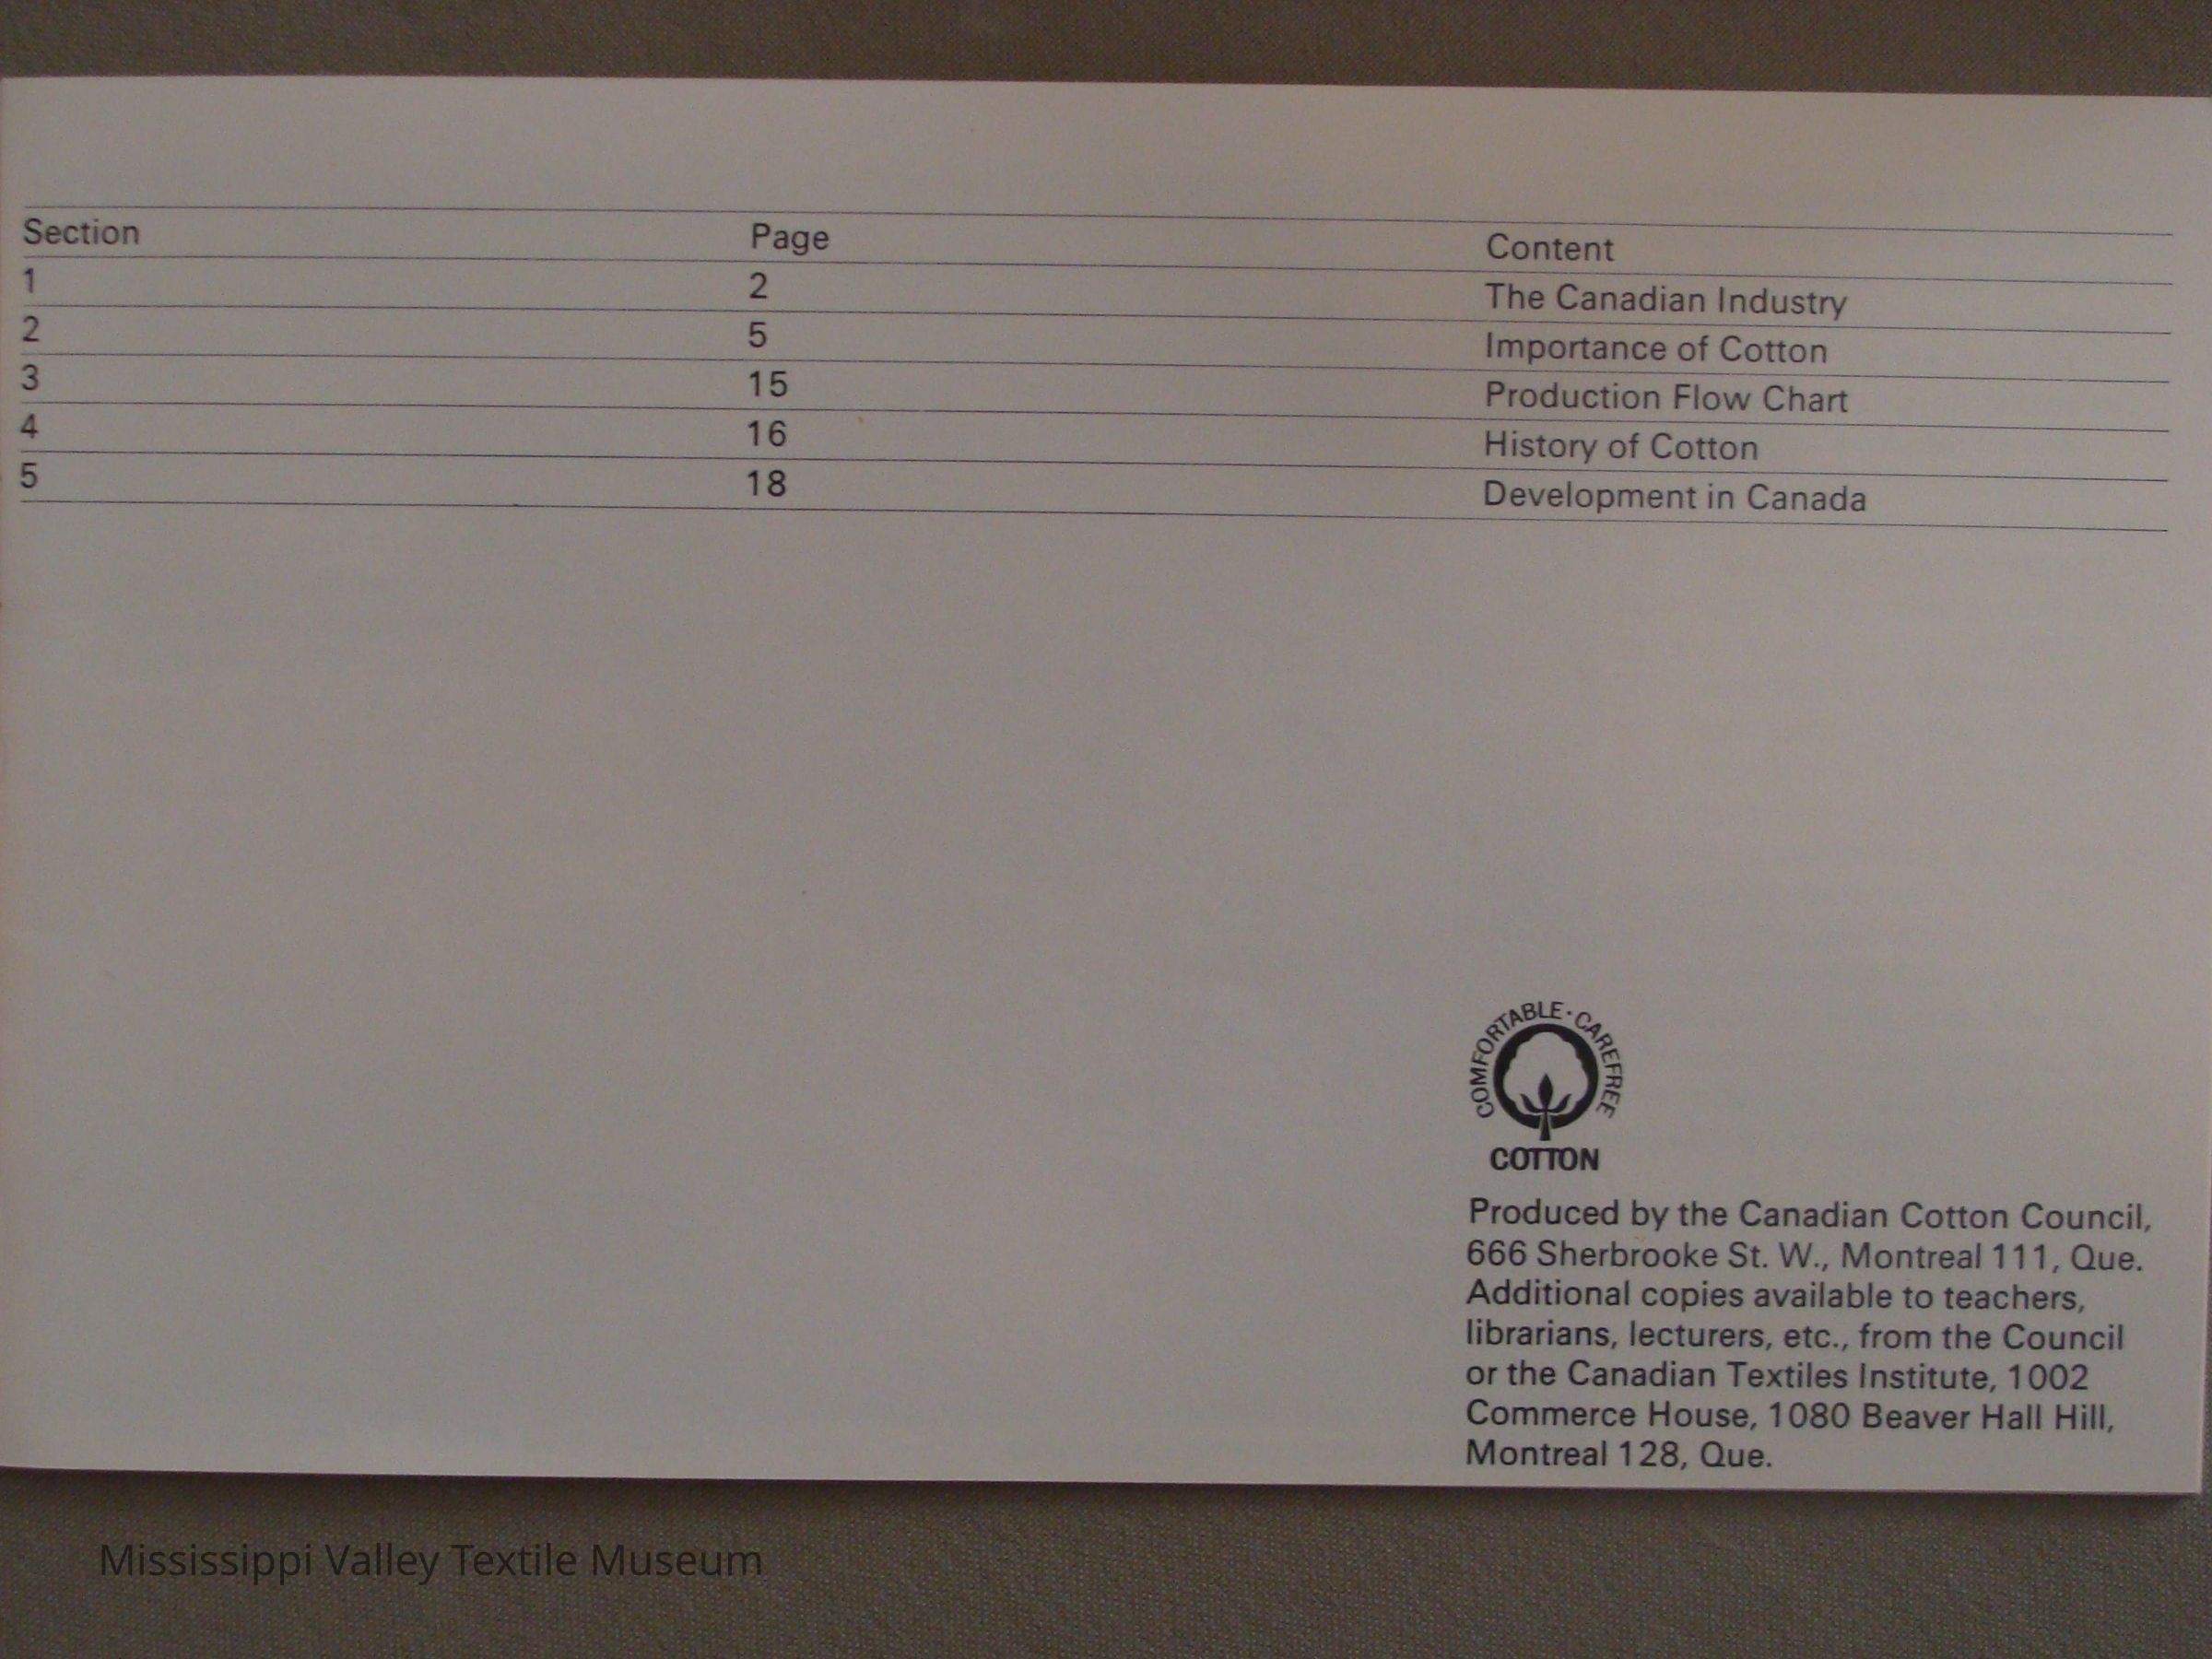 Section Page Content
1 2 The Canadian Industry
2 5 Importance of Cotton
3 15 Production Flow Chart
4 16 History of Cotton
5 18 Development in Canada
COMFORTABLE · CAREFREE
COTTON
Produced by the Canadian Cotton Council,
666 Sherbrooke St. W., Montreal 111, Que.
Additional copies available to teachers,
librarians, lecturers, etc., from the Council
or the Canadian Textiles Institute, 1002
Commerce House, 1080 Beaver Hall Hill,
Montreal 128, Que.
Mississippi Valley Textile Museum